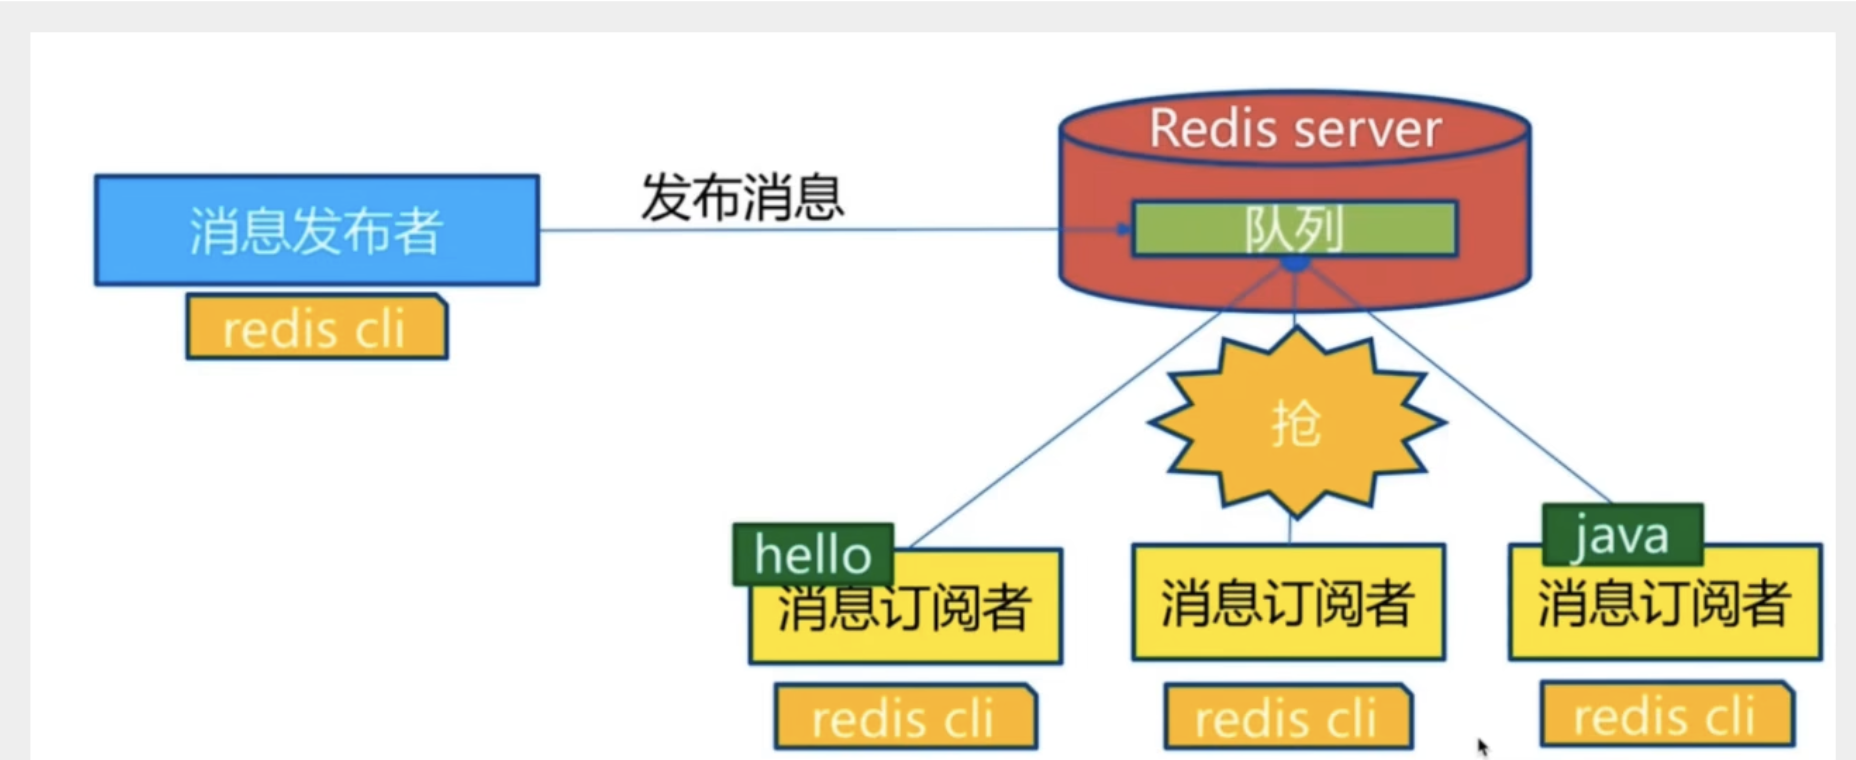 Redis server
发布消息
消息发布者
队列
redis cli
抢
hello
java
消息订阅者
消息订阅者
消息订阅者
redis cli
redis cli
redis cli